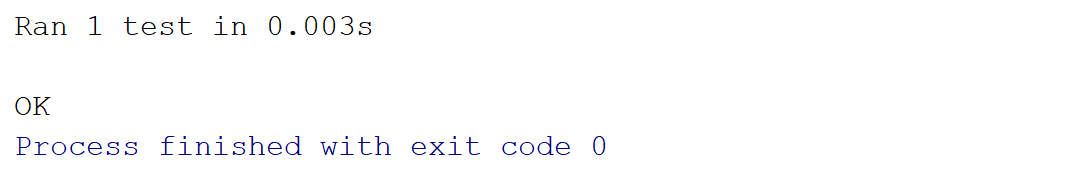 Ran 1 test in 0.003s
OK
Process finished with exit code 0